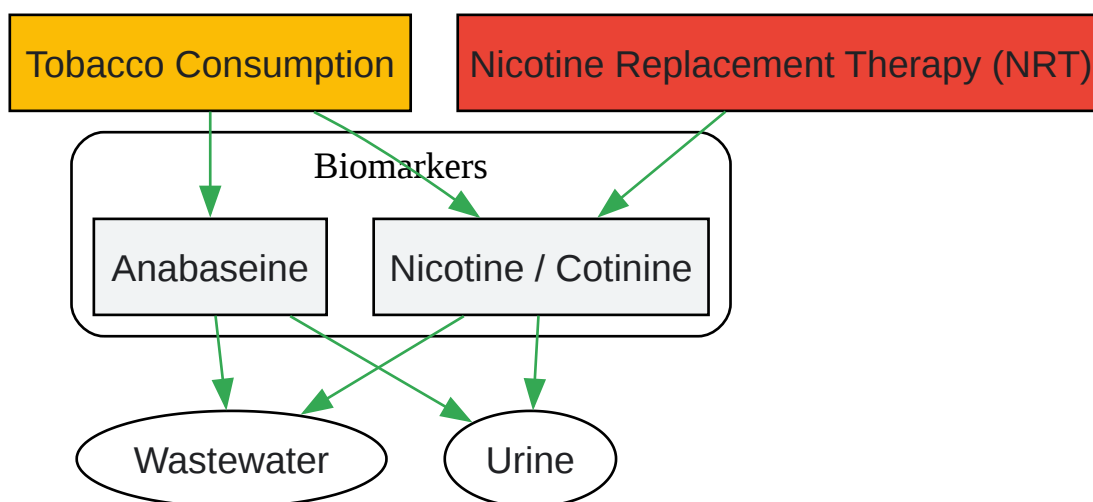 Tobacco Consumption
Nicotine Replacement Therapy (NRT)
Biomarkers
Anabaseine
Nicotine / Cotinine
Wastewater
Urine